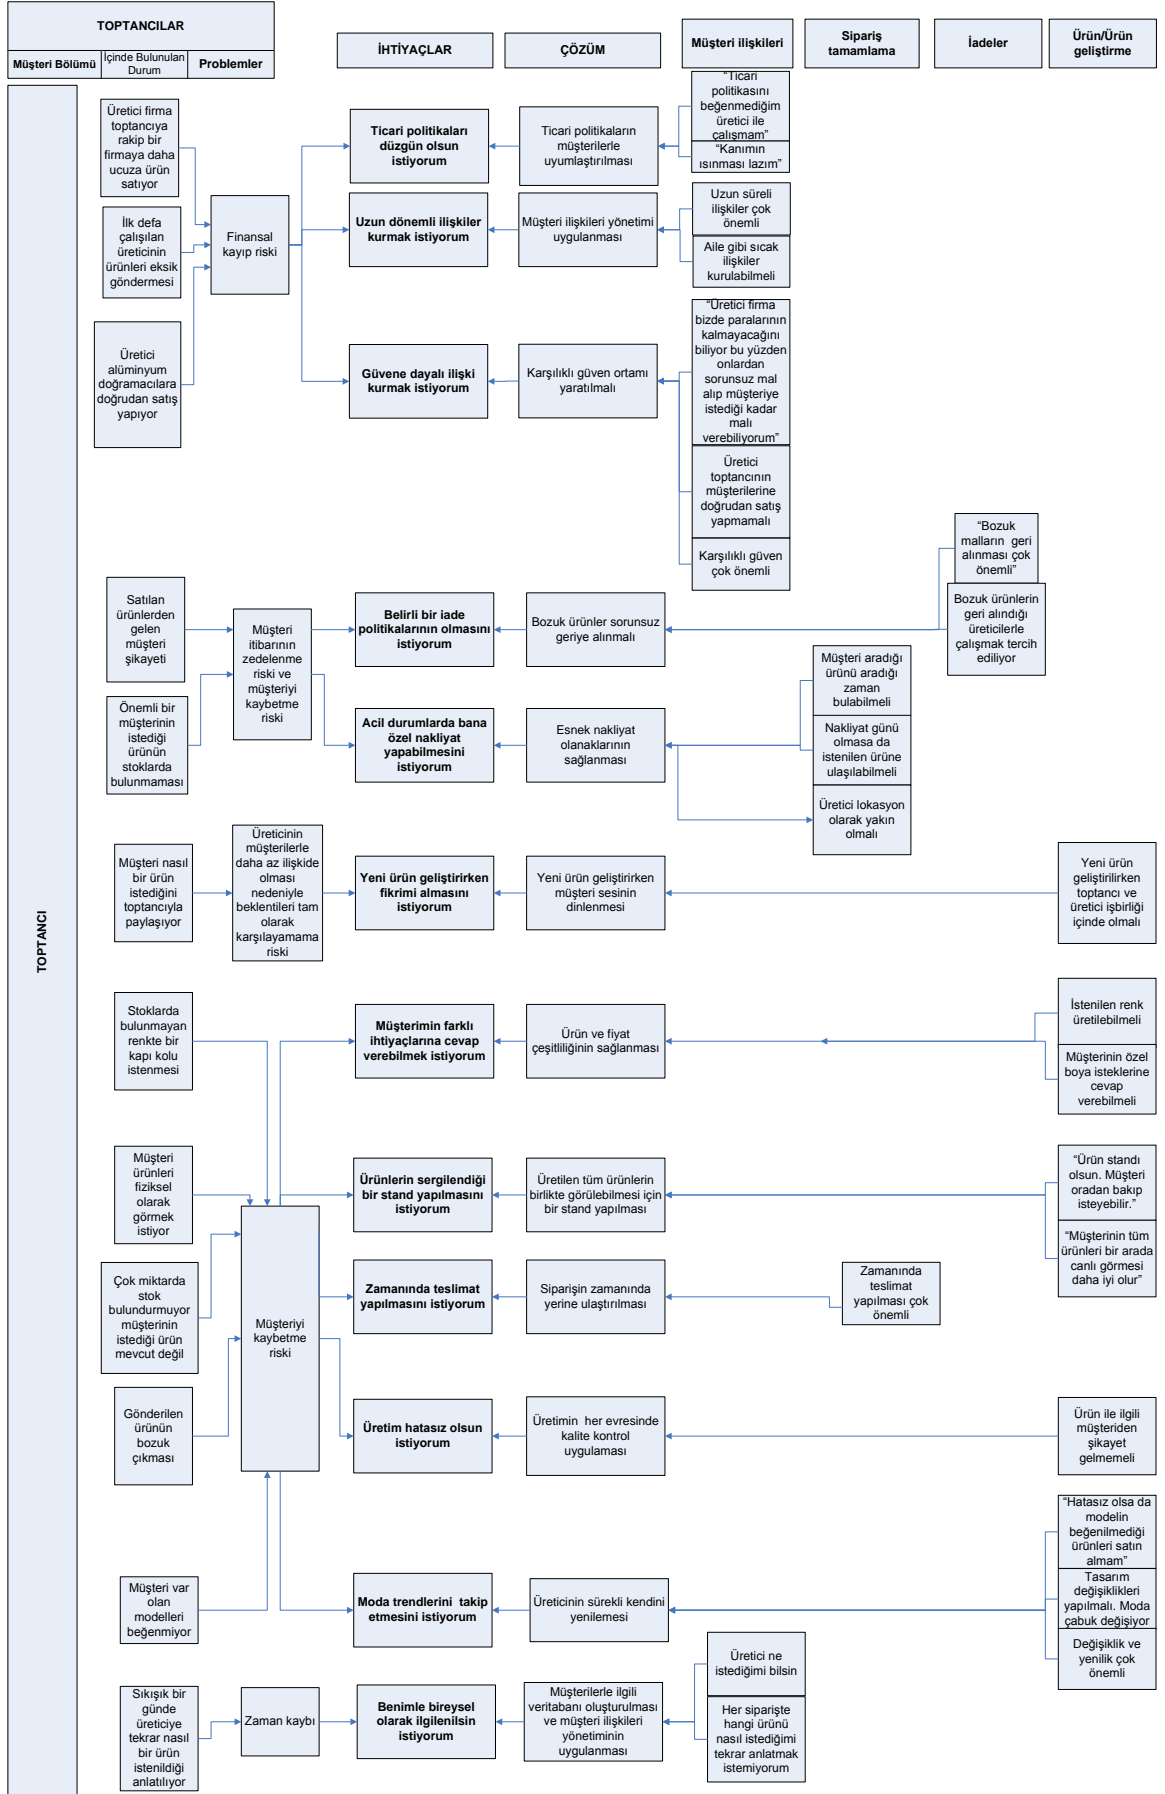 TOPTANCILAR
Müşteri Bölümü
İçinde Bulunulan
Durum
Problemler
İHTİYAÇLAR
ÇÖZÜM
Müşteri ilişkileri
Sipariş
tamamlama
İadeler
Ürün/Ürün
geliştirme
TOPTANCI
Üretici firma
toptancıya
rakip bir
firmaya daha
ucuza ürün
satıyor
İlk defa
çalışılan
üreticinin
ürünleri eksik
göndermesi
Üretici
alüminyum
doğramacılara
doğrudan satış
yapıyor
Finansal
kayıp riski
Ticari politikaları
düzgün olsun
istiyorum
Ticari politikaların
müşterilerle
uyumlaştırılması
“Ticari
politikasını
beğenmediğim
üretici ile
çalışmam”
“Kanımın
ısınması lazım”
Uzun dönemli ilişkiler
kurmak istiyorum
Müşteri ilişkileri yönetimi
uygulanması
Uzun süreli
ilişkiler çok
önemli
Aile gibi sıcak
ilişkiler
kurulabilmeli
Güvene dayalı ilişki
kurmak istiyorum
Karşılıklı güven ortamı
yaratılmalı
“Üretici firma
bizde paralarının
kalmayacağını
biliyor bu yüzden
onlardan
sorunsuz mal
alıp müşteriye
istediği kadar
malı
verebiliyorum”
Üretici
toptancının
müşterilerine
doğrudan satış
yapmamalı
Karşılıklı güven
çok önemli
Satılan
ürünlerden
gelen
müşteri
şikayeti
Önemli bir
müşterinin
istediği
ürünün
stoklarda
bulunmaması
Müşteri
itibarının
zedelenme
riski ve
müşteriyi
kaybetme
riski
Belirli bir iade
politikalarının olmasını
istiyorum
Bozuk ürünler sorunsuz
geriye alınmalı
“Bozuk
malların  geri
alınması çok
önemli”
Bozuk ürünlerin
geri alındığı
üreticilerle
çalışmak tercih
ediliyor
Acil durumlarda bana
özel nakliyat
yapabilmesini
istiyorum
Esnek nakliyat
olanaklarının
sağlanması
Müşteri aradığı
ürünü aradığı
zaman
bulabilmeli
Nakliyat günü
olmasa da
istenilen ürüne
ulaşılabilmeli
Üretici lokasyon
olarak yakın
olmalı
Müşteri nasıl
bir ürün
istediğini
toptancıyla
paylaşıyor
Üreticinin
müşterilerle
daha az ilişkide
olması
nedeniyle
beklentileri tam
olarak
karşılayamama
riski
Yeni ürün geliştirirken
fikrimi almasını
istiyorum
Yeni ürün geliştirirken
müşteri sesinin
dinlenmesi
Yeni ürün
geliştirilirken
toptancı ve
üretici işbirliği
içinde olmalı
Stoklarda
bulunmayan
renkte bir
kapı kolu
istenmesi
Müşterimin farklı
ihtiyaçlarına cevap
verebilmek istiyorum
Ürün ve fiyat
çeşitliliğinin sağlanması
İstenilen renk
üretilebilmeli
Müşterinin özel
boya isteklerine
cevap
verebilmeli
Müşteri
ürünleri
fiziksel
olarak
görmek
istiyor
Ürünlerin sergilendiği
bir stand yapılmasını
istiyorum
Üretilen tüm ürünlerin
birlikte görülebilmesi için
bir stand yapılması
“Ürün standı
olsun. Müşteri
oradan bakıp
isteyebilir.”
“Müşterinin tüm
ürünleri bir arada
canlı görmesi
daha iyi olur”
Çok miktarda
stok
bulundurmuyor
müşterinin
istediği ürün
mevcut değil
Müşteriyi
kaybetme
riski
Zamanında teslimat
yapılmasını istiyorum
Siparişin zamanında
yerine ulaştırılması
Zamanında
teslimat
yapılması çok
önemli
Gönderilen
ürünün
bozuk
çıkması
Üretim hatasız olsun
istiyorum
Üretimin her evresinde
kalite kontrol
uygulaması
Ürün ile ilgili
müşteriden
şikayet
gelmemeli
Müşteri var
olan
modelleri
beğenmiyor
Moda trendlerini  takip
etmesini istiyorum
Üreticinin sürekli kendini
yenilemesi
“Hatasız olsa da
modelin
beğenilmediği
ürünleri satın
almam”
Tasarım
değişiklikleri
yapılmalı. Moda
çabuk değişiyor
Değişiklik ve
yenilik çok
önemli
Sıkışık bir
günde
üreticiye
tekrar nasıl
bir ürün
istenildiği
anlatılıyor
Zaman kaybı
Benimle bireysel
olarak ilgilenilsin
istiyorum
Müşterilerle ilgili
veritabanı oluşturulması
ve müşteri ilişkileri
yönetiminin
uygulanması
Üretici ne
istediğimi bilsin
Her siparişte
hangi ürünü
nasıl istediğimi
tekrar anlatmak
istemiyorum